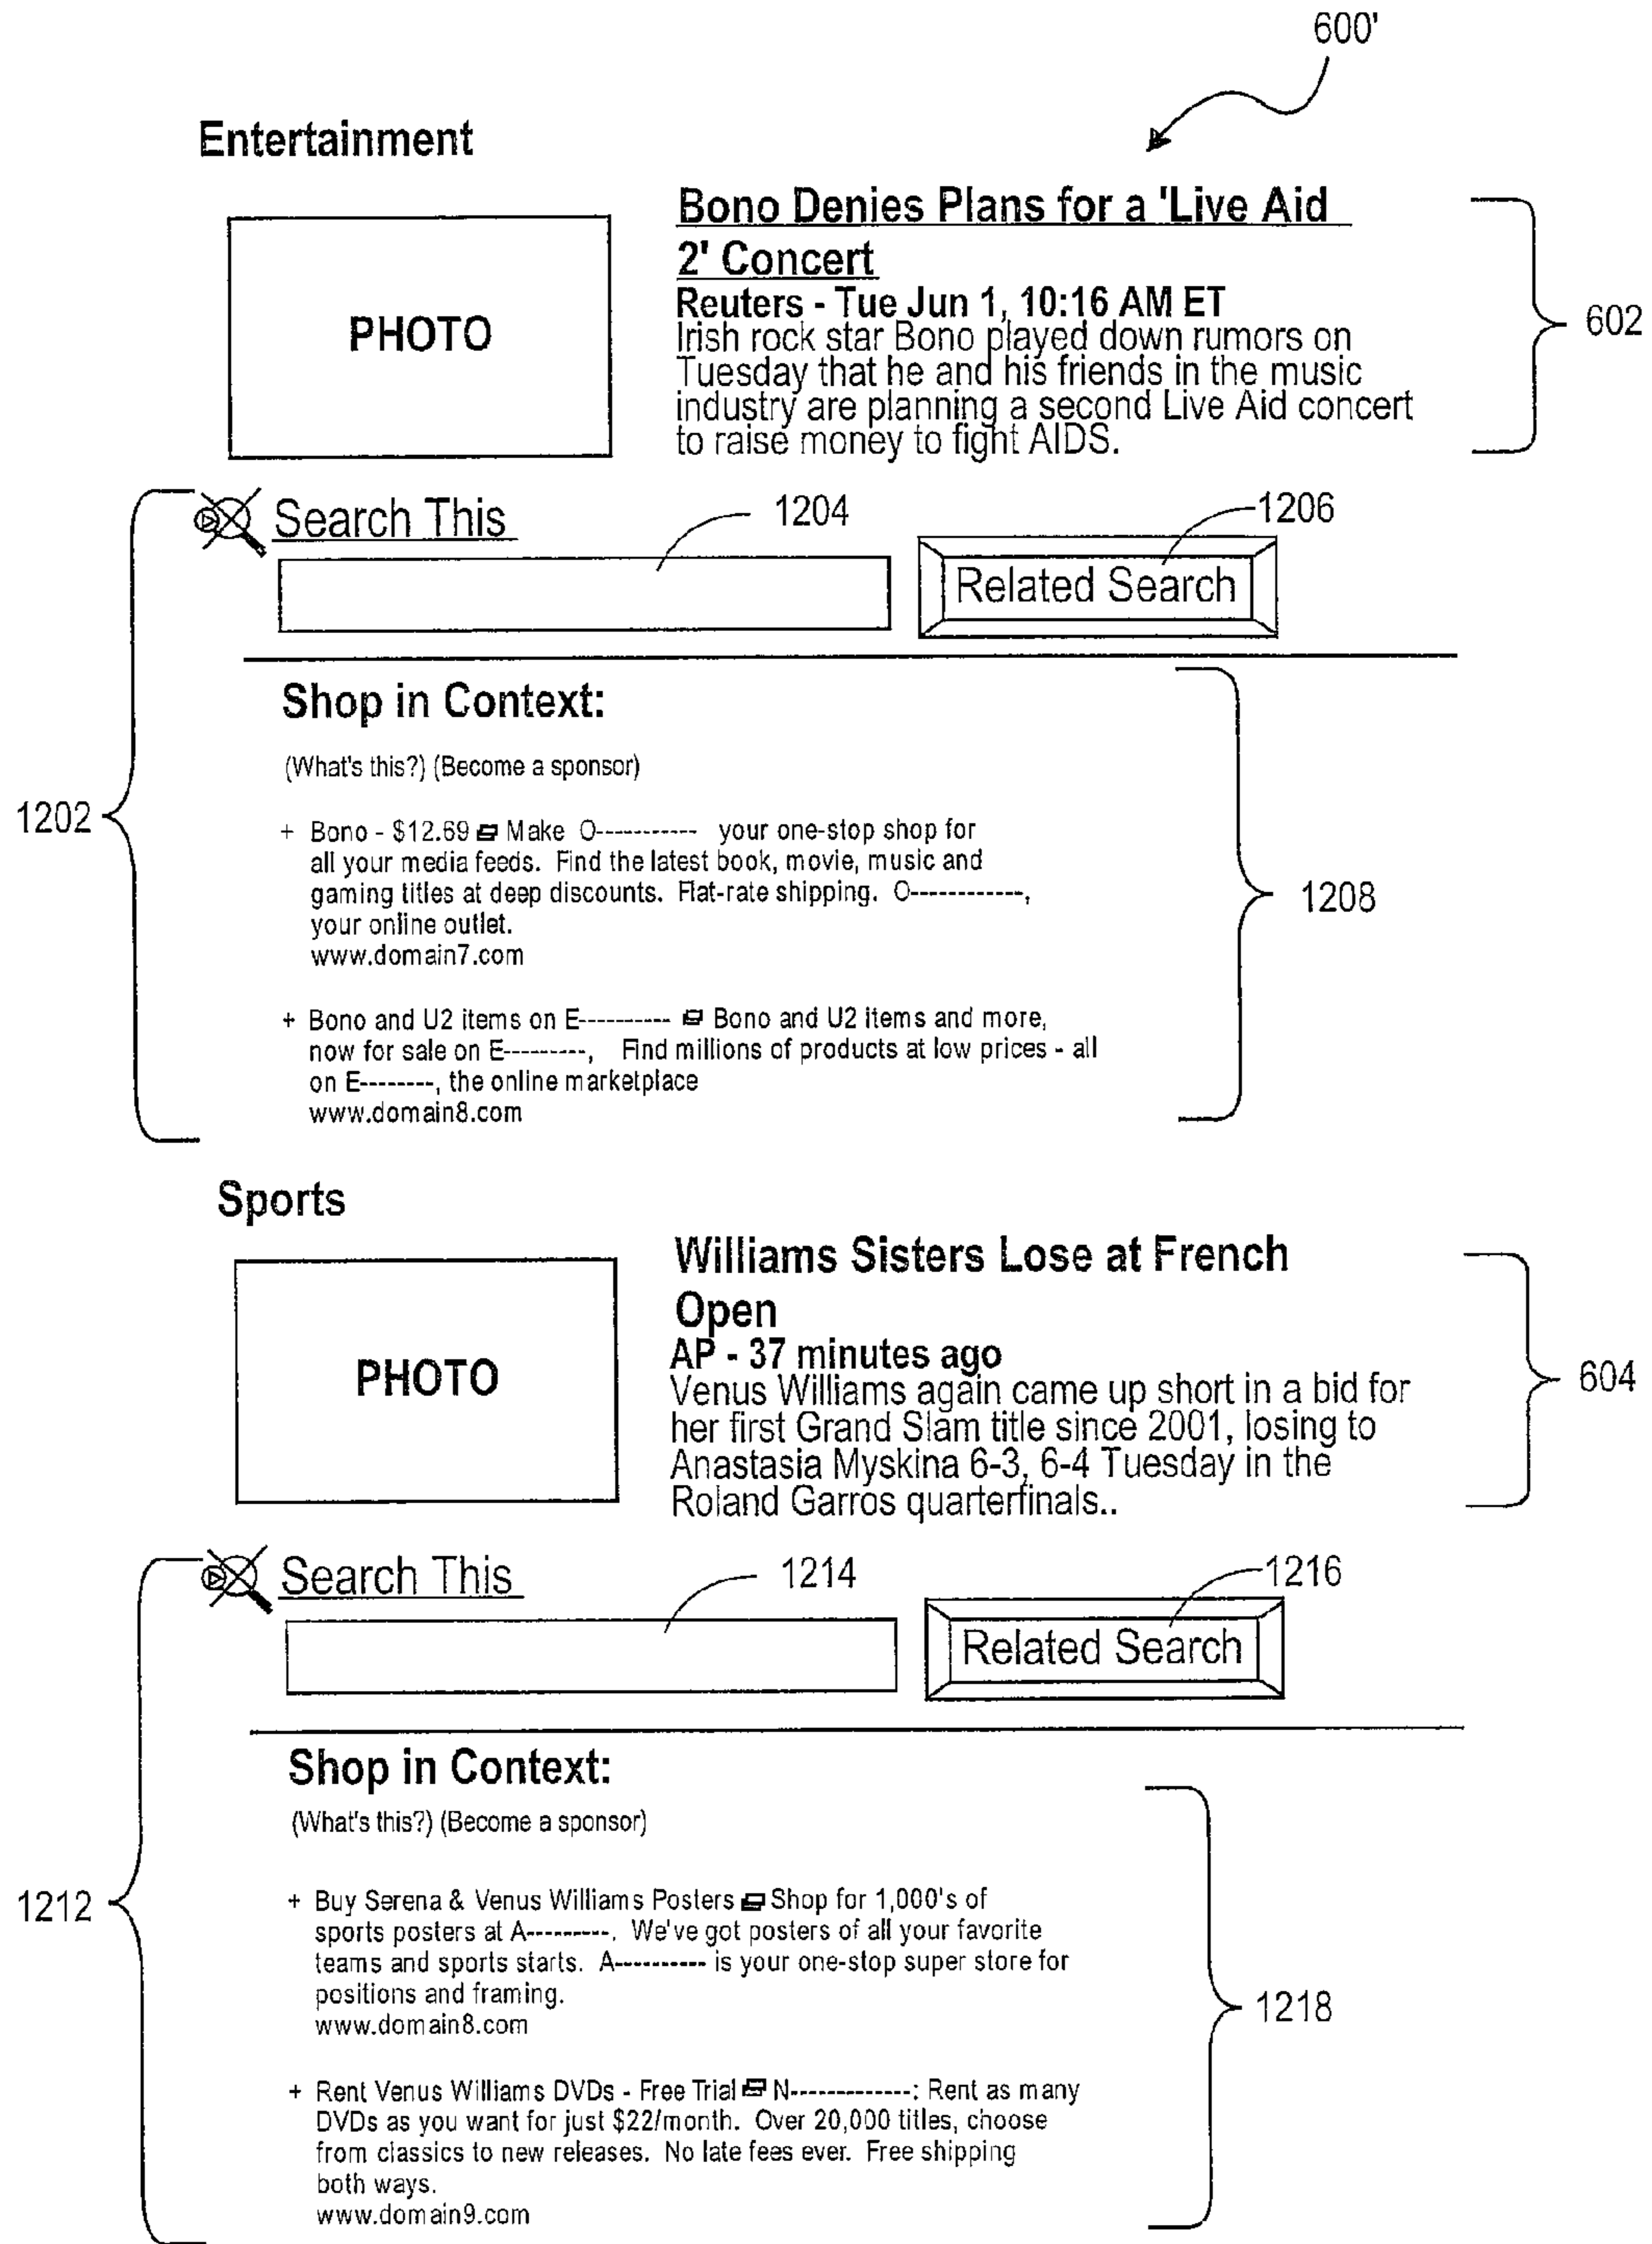 600'
Entertainment
Bono Denies Plans for a 'Live Aid
2' Concert
Reuters - Tue Jun 1, 10:16 AM ET
Irish rock star Bono played down rumors on
Tuesday that he and his friends in the music
industry are planning a second Live Aid concert
to raise money to fight AIDS.
PHOTO
602
Search This
1204
1206
Related Search
Shop in Context:
(What's this?) (Become a sponsor)
+ Bono - $12.69 Make O----------- your one-stop shop for
all your media feeds. Find the latest book, movie, music and
gaming titles at deep discounts. Flat-rate shipping. O------------,
your online outlet.
www.domain7.com
+ Bono and U2 items on E---------- Bono and U2 items and more,
now for sale on E---------, Find millions of products at low prices - all
on E--------, the online marketplace
www.domain8.com
1202
1208
Sports
Williams Sisters Lose at French
Open
AP - 37 minutes ago
Venus Williams again came up short in a bid for
her first Grand Slam title since 2001, losing to
Anastasia Myskina 6-3, 6-4 Tuesday in the
Roland Garros quarterfinals..
PHOTO
604
Search This
1214
1216
Related Search
Shop in Context:
(What's this?) (Become a sponsor)
+ Buy Serena & Venus Williams Posters Shop for 1,000's of
sports posters at A---------. We've got posters of all your favorite
teams and sports starts. A---------- is your one-stop super store for
positions and framing.
www.domain8.com
+ Rent Venus Williams DVDs - Free Trial N-------------: Rent as many
DVDs as you want for just $22/month. Over 20,000 titles, choose
from classics to new releases. No late fees ever. Free shipping
both ways.
www.domain9.com
1212
1218